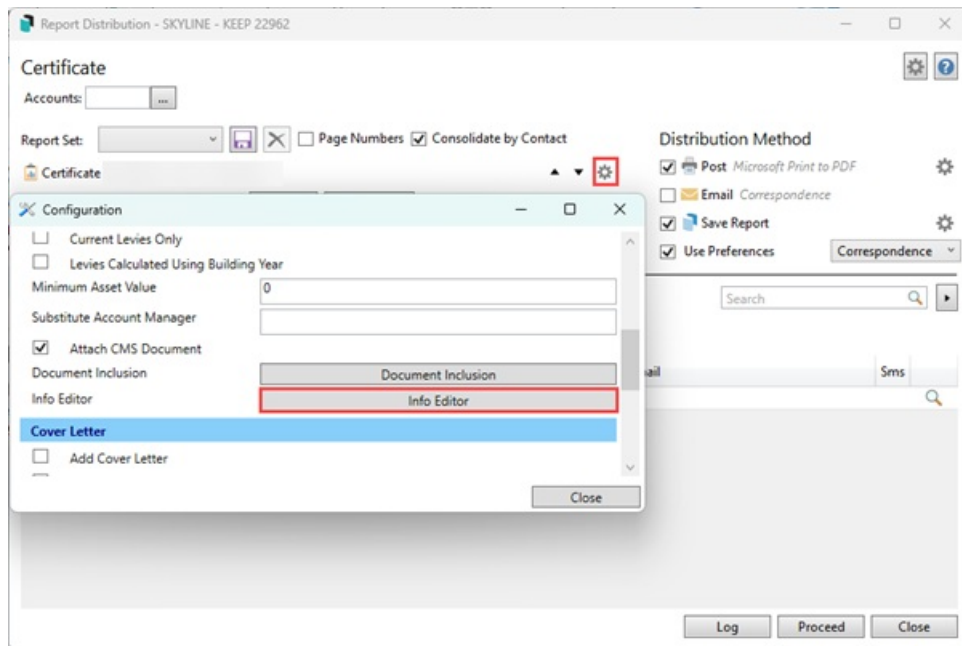 Report Distribution - SKYLINE - KEEP 22962
Certificate
Accounts: ...
Report Set: Page Numbers Consolidate by Contact
Certificate
Distribution Method
Post Microsoft Print to PDF
Email Correspondence
Save Report
Use Preferences Correspondence
Search
Sms
Configuration
Current Levies Only
Levies Calculated Using Building Year
Minimum Asset Value 0
Substitute Account Manager
Attach CMS Document
Document Inclusion Document Inclusion
Info Editor Info Editor
Cover Letter
Add Cover Letter
Close
Log Proceed Close